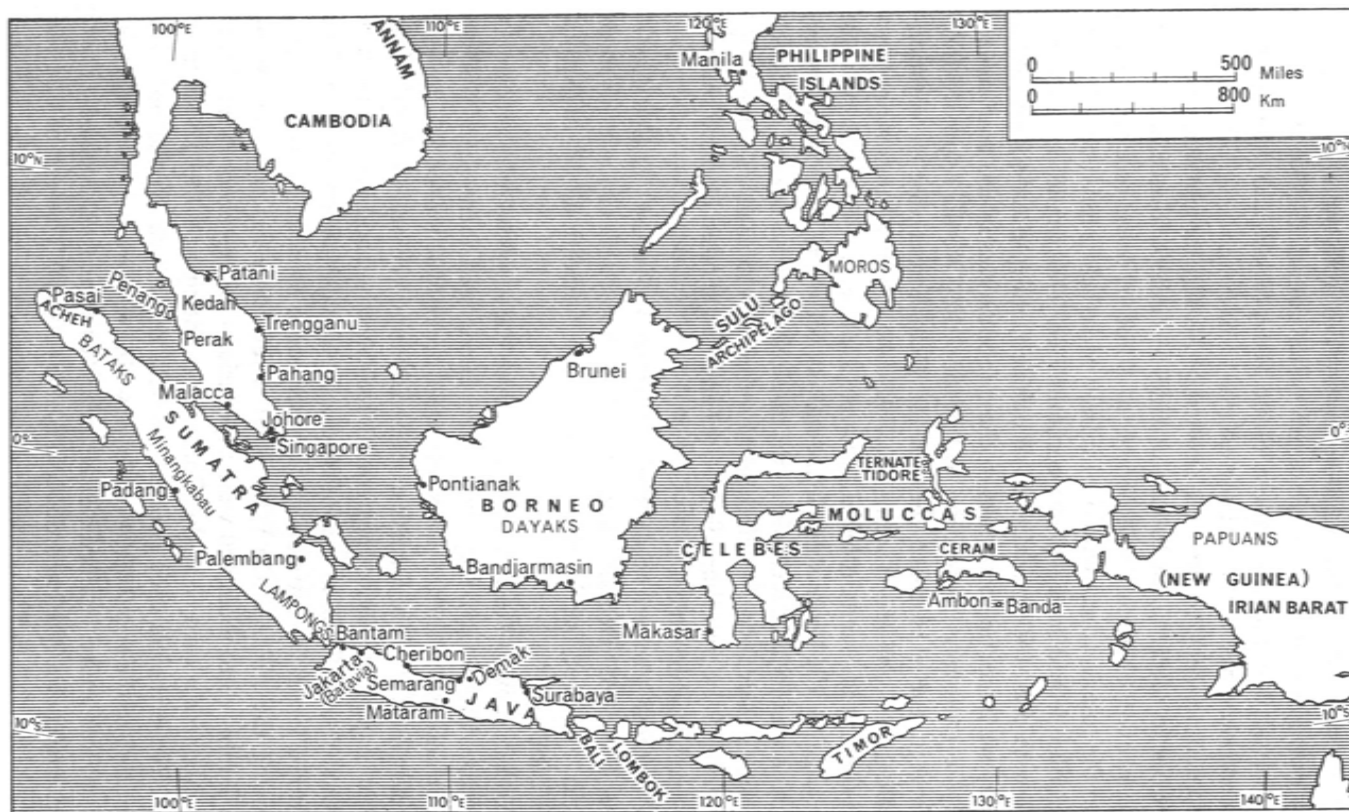 100°E
110°E
120°E
130°E
ANNAM
Manila
PHILIPPINE
ISLANDS
0 500 Miles
0 800 Km
CAMBODIA
10°N
10°N
Patani
MOROS
Penang
Kedah
Pasai
ACHEH
Trengganu
SULU
ARCHIPELAGO
Perak
BATAKS
Brunei
Pahang
Malacca
Johore
Singapore
0°
0°
SUMATRA
Minangkabau
TERNATE
TIDORE
Padang
Pontianak
BORNEO
DAYAKS
MOLUCCAS
PAPUANS
CELEBES
CERAM
Palembang
Bandjarmasin
(NEW GUINEA)
IRIAN BARAT
LAMPONGS
Ambon
Banda
Makasar
Bantam
Jakarta
(Batavia)
Cheribon
Demak
Semarang
Surabaya
JAVA
Mataram
10°S
10°S
BALI
LOMBOK
TIMOR
100°E
110°E
120°E
130°E
140°E